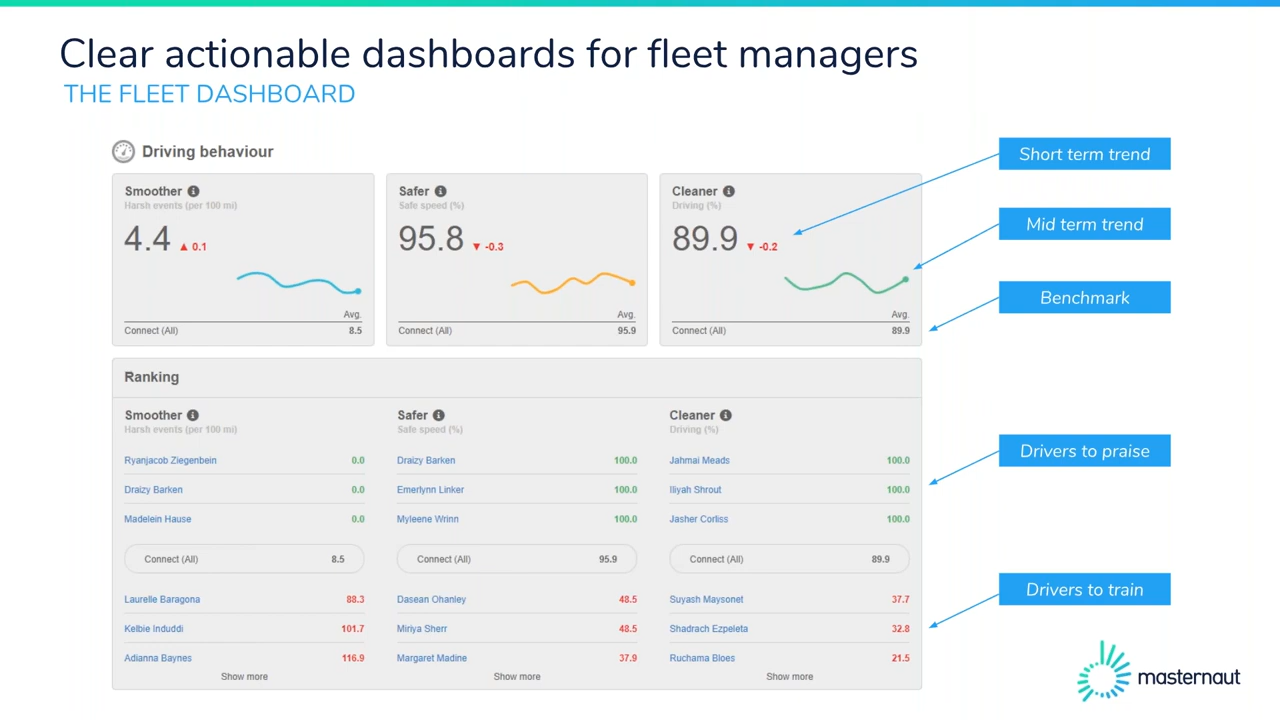 Clear actionable dashboards for fleet managers
THE FLEET DASHBOARD
Driving behaviour
Short term trend
Mid term trend
Benchmark
Smoother
Harsh events (per 100 mi)
4.4 ▲ 0.1
Avg.
Connect (All) 8.5
Safer
Safe speed (%)
95.8 ▼ -0.3
Avg.
Connect (All) 95.9
Cleaner
Driving (%)
89.9 ▼ -0.2
Avg.
Connect (All) 89.9
Ranking
Smoother
Harsh events (per 100 mi)
Ryanjacob Ziegenbein 0.0
Draizy Barken 0.0
Madelein Hause 0.0
Connect (All) 8.5
Laurelle Baragona 88.3
Kelbie Induddi 101.7
Adianna Baynes 116.9
Show more
Safer
Safe speed (%)
Draizy Barken 100.0
Emerlynn Linker 100.0
Myleene Wrinn 100.0
Connect (All) 95.9
Dasean Ohanley 48.5
Miriya Sherr 48.5
Margaret Madine 37.9
Show more
Cleaner
Driving (%)
Jahmai Meads 100.0
Iliyah Shrout 100.0
Jasher Corliss 100.0
Connect (All) 89.9
Suyash Maysonet 37.7
Shadrach Ezpeleta 32.8
Ruchama Bloes 21.5
Show more
Drivers to praise
Drivers to train
masternaut